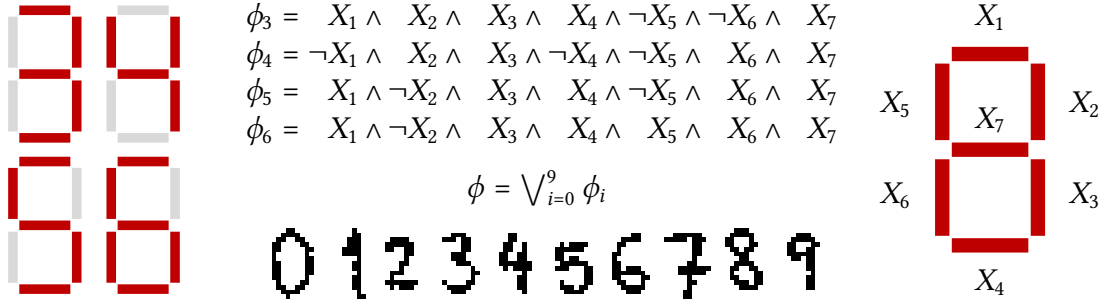 ϕ₃ = X₁ ∧ X₂ ∧ X₃ ∧ X₄ ∧ ¬X₅ ∧ ¬X₆ ∧ X₇
ϕ₄ = ¬X₁ ∧ X₂ ∧ X₃ ∧ ¬X₄ ∧ ¬X₅ ∧ X₆ ∧ X₇
ϕ₅ = X₁ ∧ ¬X₂ ∧ X₃ ∧ X₄ ∧ ¬X₅ ∧ X₆ ∧ X₇
ϕ₆ = X₁ ∧ ¬X₂ ∧ X₃ ∧ X₄ ∧ X₅ ∧ X₆ ∧ X₇
ϕ = ⋁⁹ᵢ₌₀ ϕᵢ
0 1 2 3 4 5 6 7 8 9
X₁
X₅
X₇
X₂
X₆
X₃
X₄